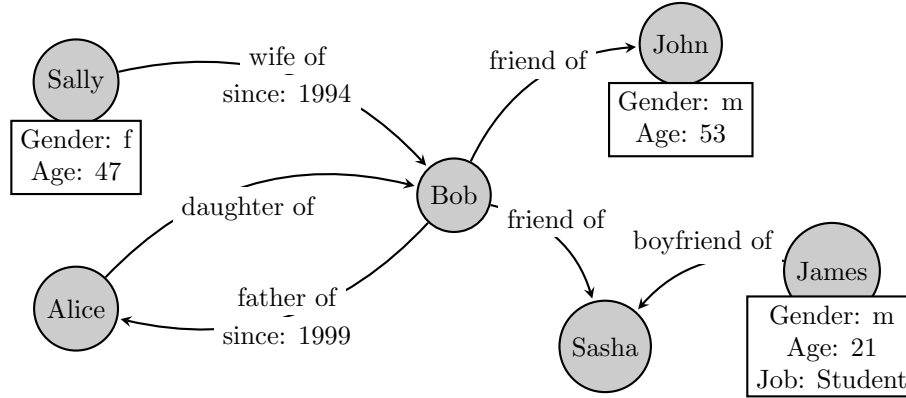 Sally
Gender: f
Age: 47
wife of
since: 1994
friend of
John
Gender: m
Age: 53
Bob
daughter of
friend of
boyfriend of
James
Gender: m
Age: 21
Job: Student
Alice
father of
since: 1999
Sasha